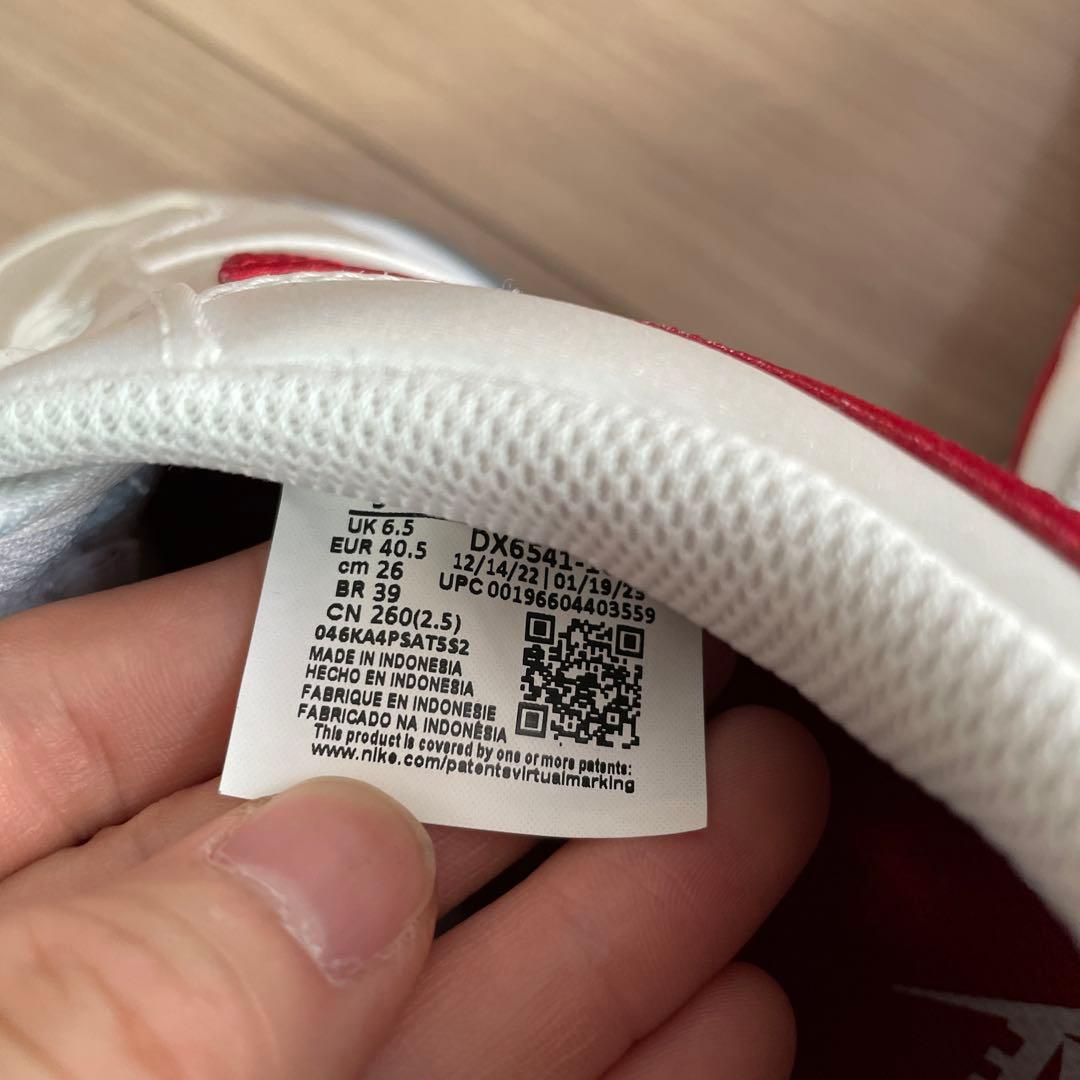 UK 6.5
EUR 40.5
cm 26
BR 39
CN 260(2.5)
046KA4PSAT5S2
MADE IN INDONESIA
HECHO EN INDONESIA
FABRIQUE EN INDONESIE
FABRICADO NA INDONÉSIA
DX6541-
12/14/22 | 01/19/23
UPC 00196604403559
This product is covered by one or more patents:
www.nike.com/patentsvirtualmarking